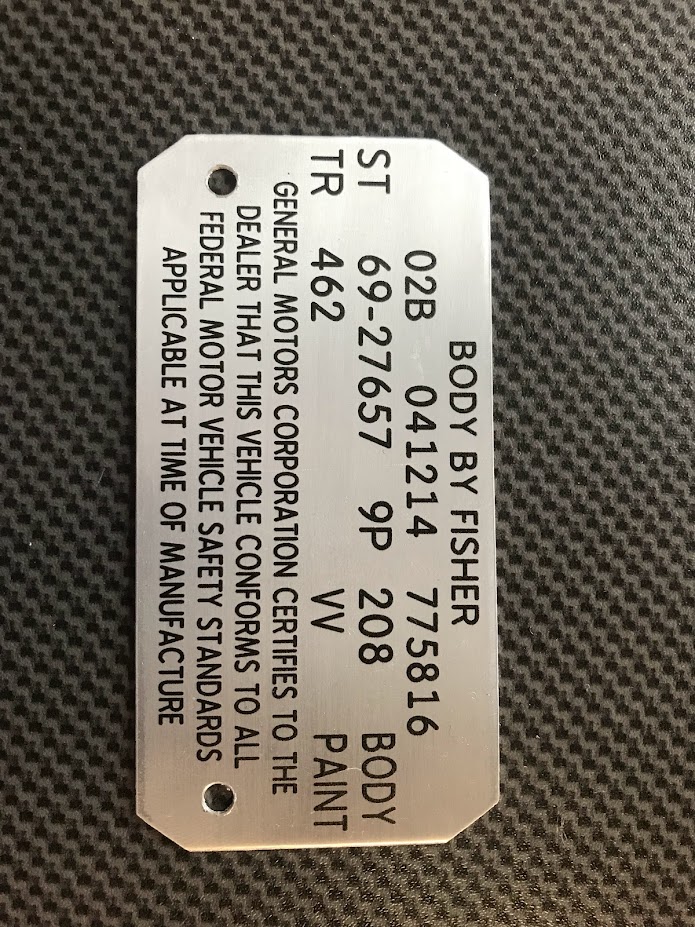 BODY BY FISHER
02B 041214 775816
ST 69-27657 9P 208 BODY
TR 462 VV PAINT
GENERAL MOTORS CORPORATION CERTIFIES TO THE
DEALER THAT THIS VEHICLE CONFORMS TO ALL
FEDERAL MOTOR VEHICLE SAFETY STANDARDS
APPLICABLE AT TIME OF MANUFACTURE